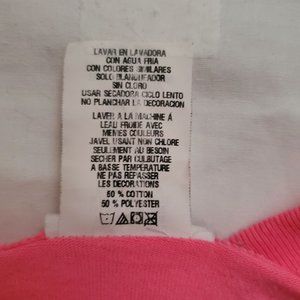 LAVAR EN LAVADORA
CON AGUA FRIA
CON COLORES SIMILARES
SOLO BLANQUEADOR
SIN CLORO
USAR SECADORA CICLO LENTO
NO PLANCHAR LA DECORACION
LAVER A LA MACHINE À
LEAU FROIDE AVEC
MEMES COULEURS
JAVEL USANT NON CHLORE
SEULEMENT AU BESOIN
SECHER PAR CULBUTAGE
A BASSE TEMPERATURE
NE PAS REPASSER
LES DECORATIONS
50 % COTTON
50 % POLYESTER